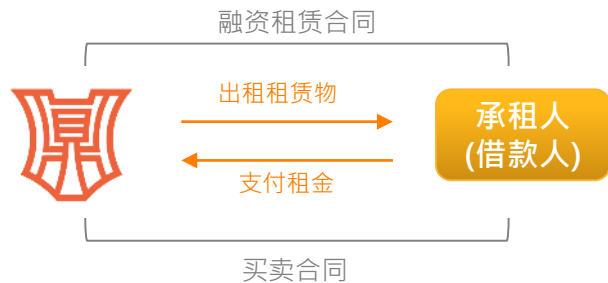 融资租赁合同
出租租赁物
承租人
(借款人)
支付租金
买卖合同